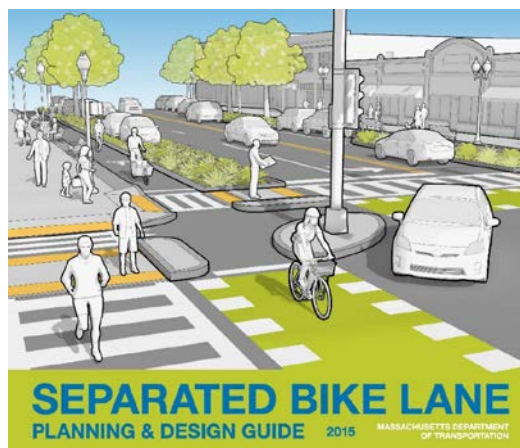 SEPARATED BIKE LANE
PLANNING & DESIGN GUIDE 2015 MASSACHUSETTS DEPARTMENT
OF TRANSPORTATION